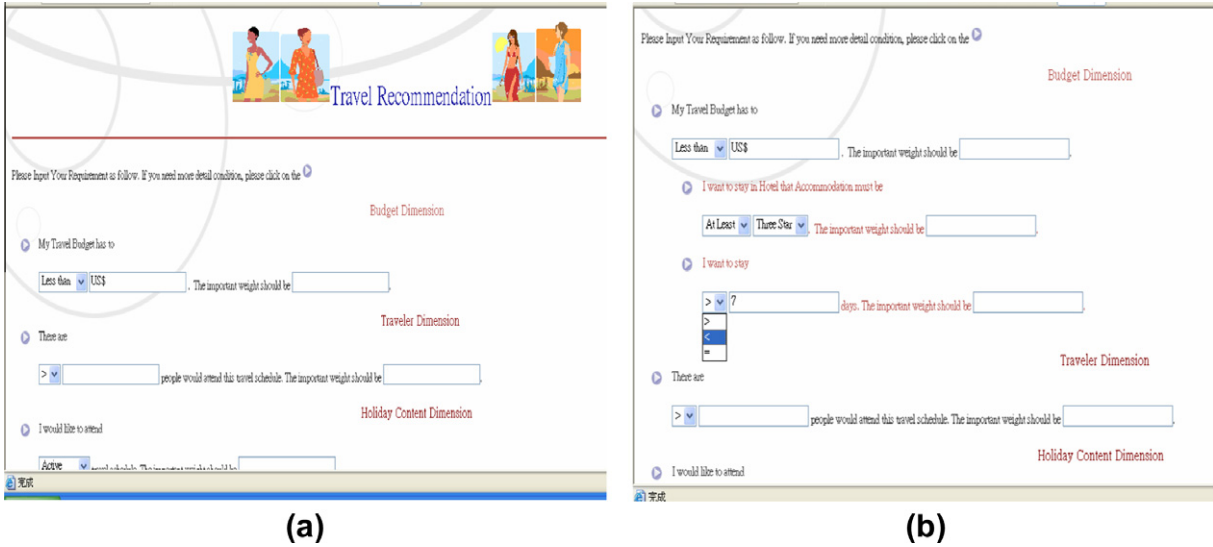 Travel Recommendation
Please Input Your Requirement as follow. If you need more detail condition, please click on the
Budget Dimension
My Travel Budget has to
Less than US$ . The important weight should be .
Traveler Dimension
There are
> people would attend this travel schedule. The important weight should be .
Holiday Content Dimension
I would like to attend
Active travel schedule. The important weight should be
完成
(a)
Please Input Your Requirement as follow. If you need more detail condition, please click on the
Budget Dimension
My Travel Budget has to
Less than US$ . The important weight should be .
I want to stay in Hotel that Accommodation must be
At Least Three Star . The important weight should be .
I want to stay
> 7 days. The important weight should be .
>
<
=
Traveler Dimension
There are
> people would attend this travel schedule. The important weight should be .
Holiday Content Dimension
I would like to attend
完成
(b)